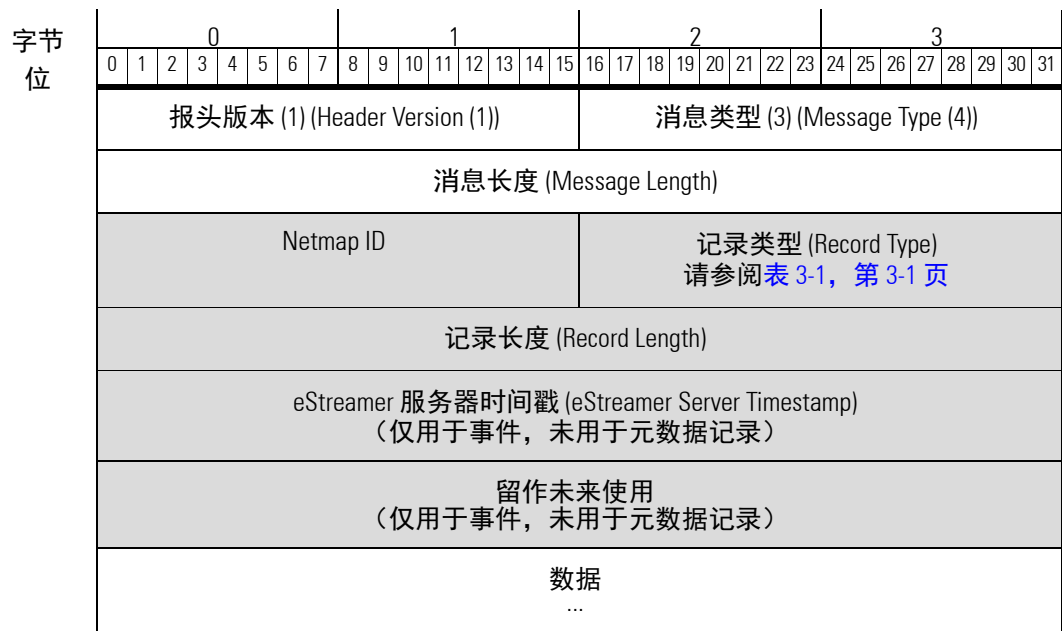 字节 0 1 2 3
位 0 1 2 3 4 5 6 7 8 9 10 11 12 13 14 15 16 17 18 19 20 21 22 23 24 25 26 27 28 29 30 31
报头版本 (1) (Header Version (1)) 消息类型 (3) (Message Type (4))
消息长度 (Message Length)
Netmap ID
记录类型 (Record Type)
请参阅表 3-1，第 3-1 页
记录长度 (Record Length)
eStreamer 服务器时间戳 (eStreamer Server Timestamp)
（仅用于事件，未用于元数据记录）
留作未来使用
（仅用于事件，未用于元数据记录）
数据
...